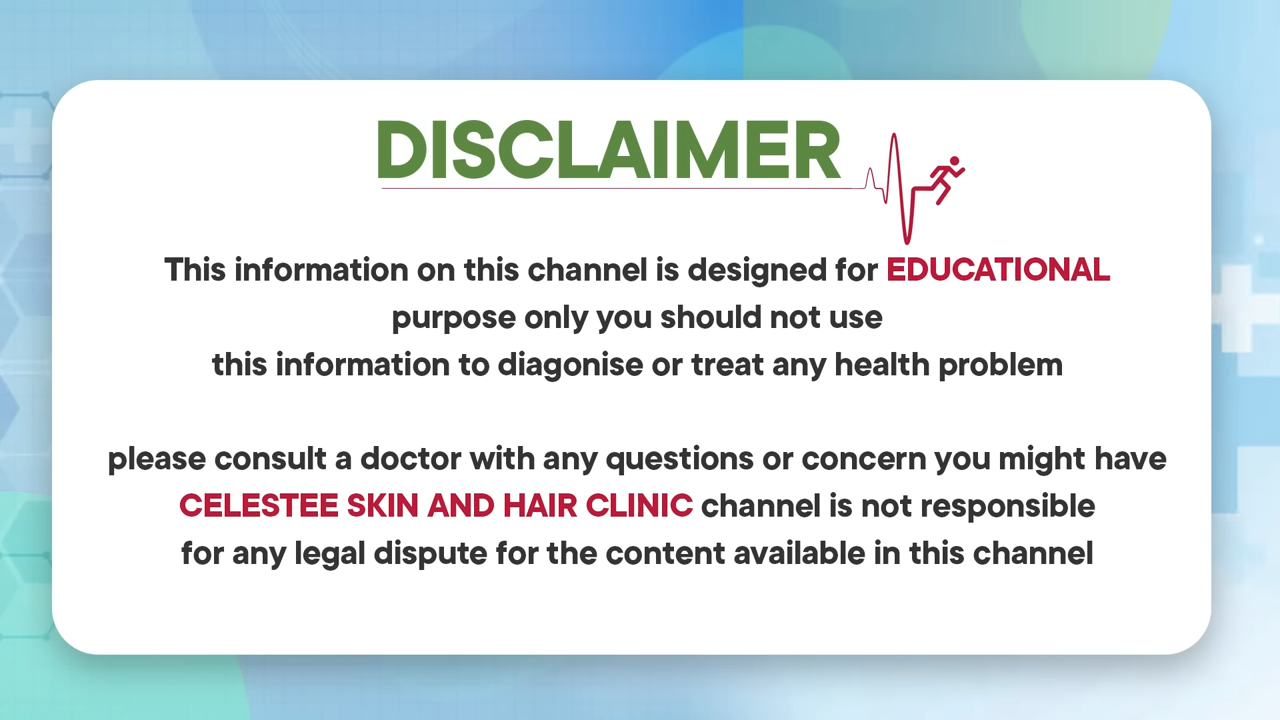 DISCLAIMER
This information on this channel is designed for EDUCATIONAL
purpose only you should not use
this information to diagonise or treat any health problem
please consult a doctor with any questions or concern you might have
CELESTEE SKIN AND HAIR CLINIC channel is not responsible
for any legal dispute for the content available in this channel